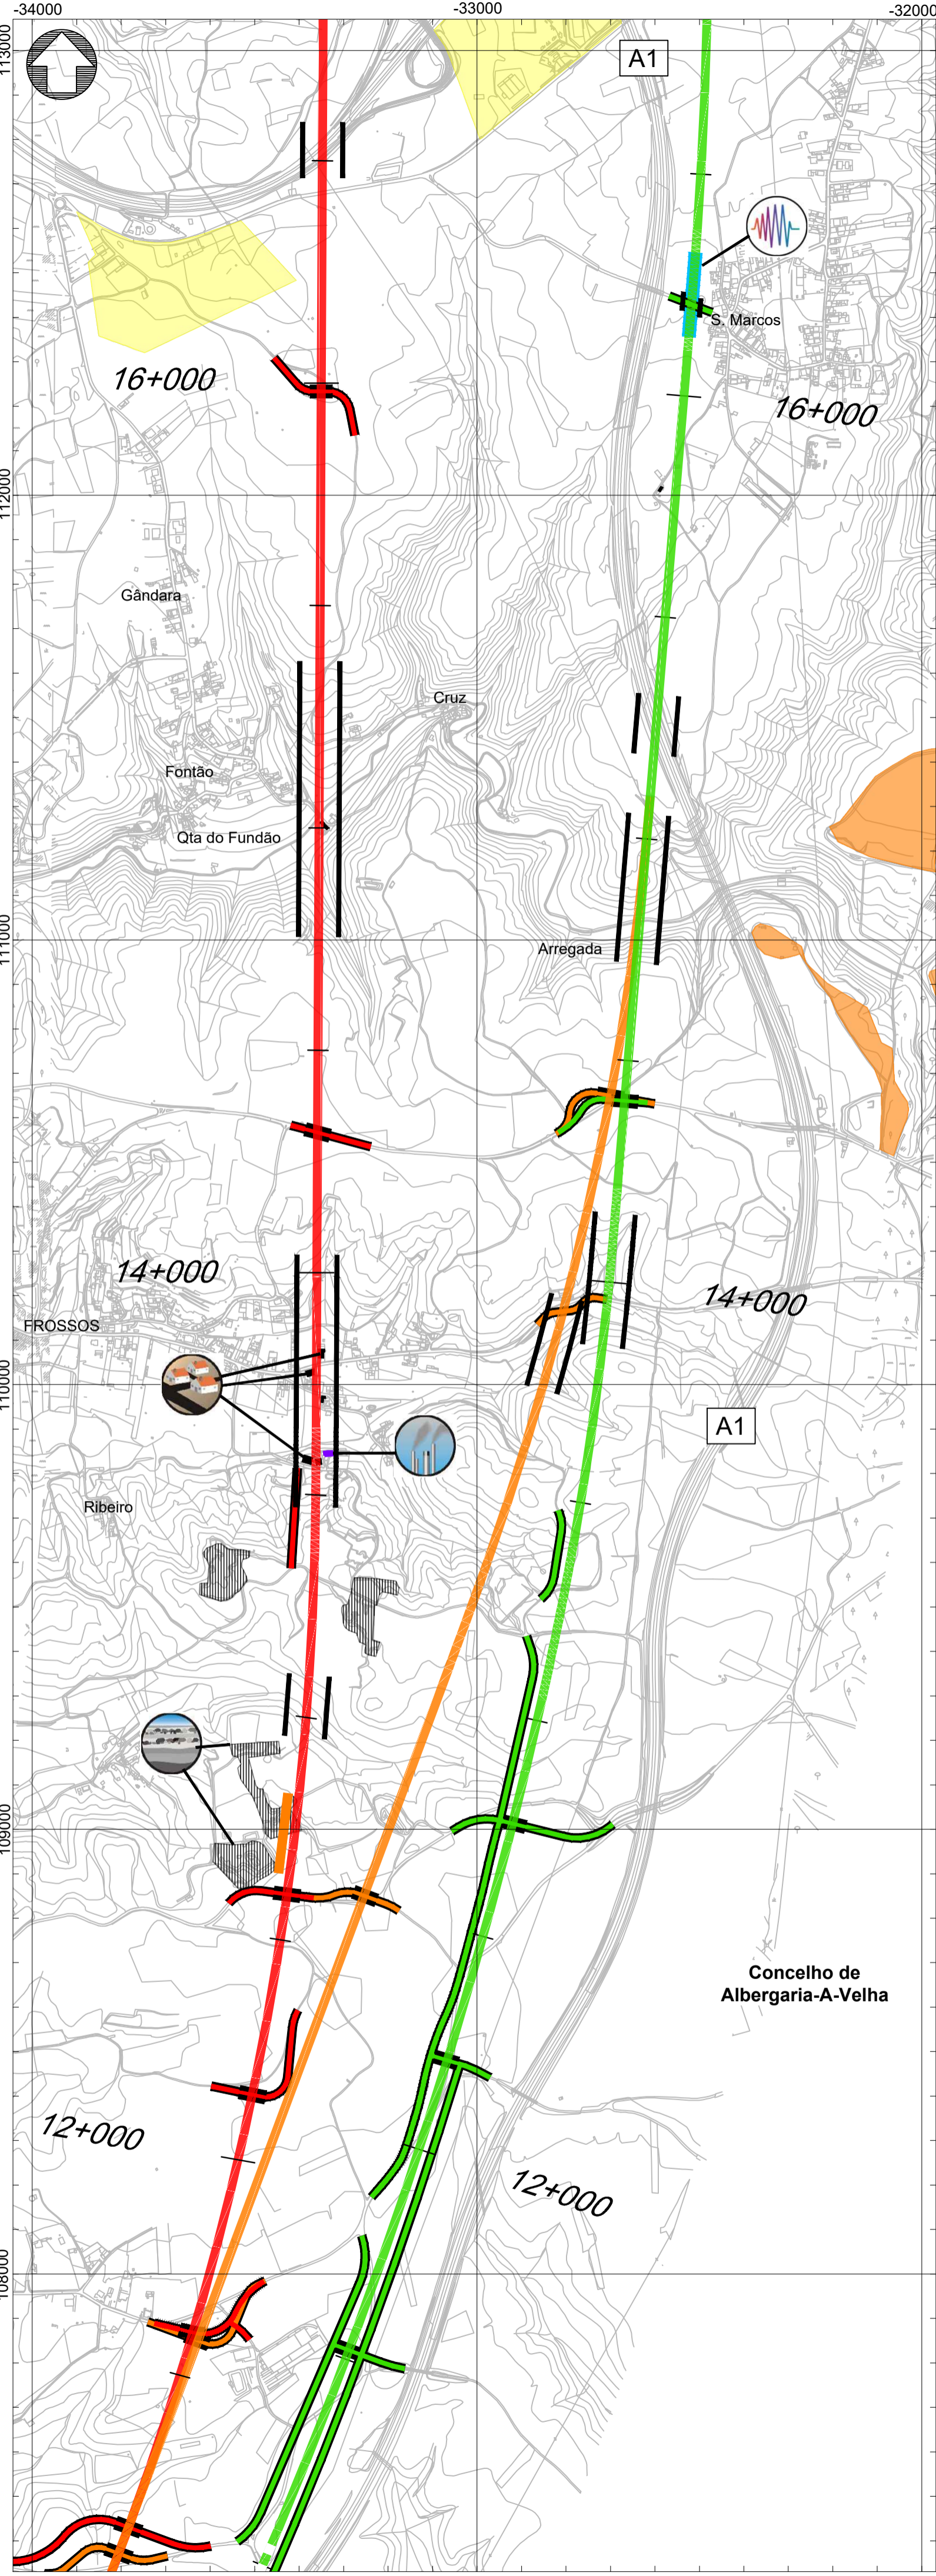 -34000
-33000
-32000
113000
A1
S. Marcos
16+000
16+000
112000
Gândara
Cruz
Fontão
Qta do Fundão
111000
Arregada
14+000
14+000
FROSSOS
110000
A1
Ribeiro
109000
Concelho de
Albergaria-A-Velha
12+000
12+000
108000